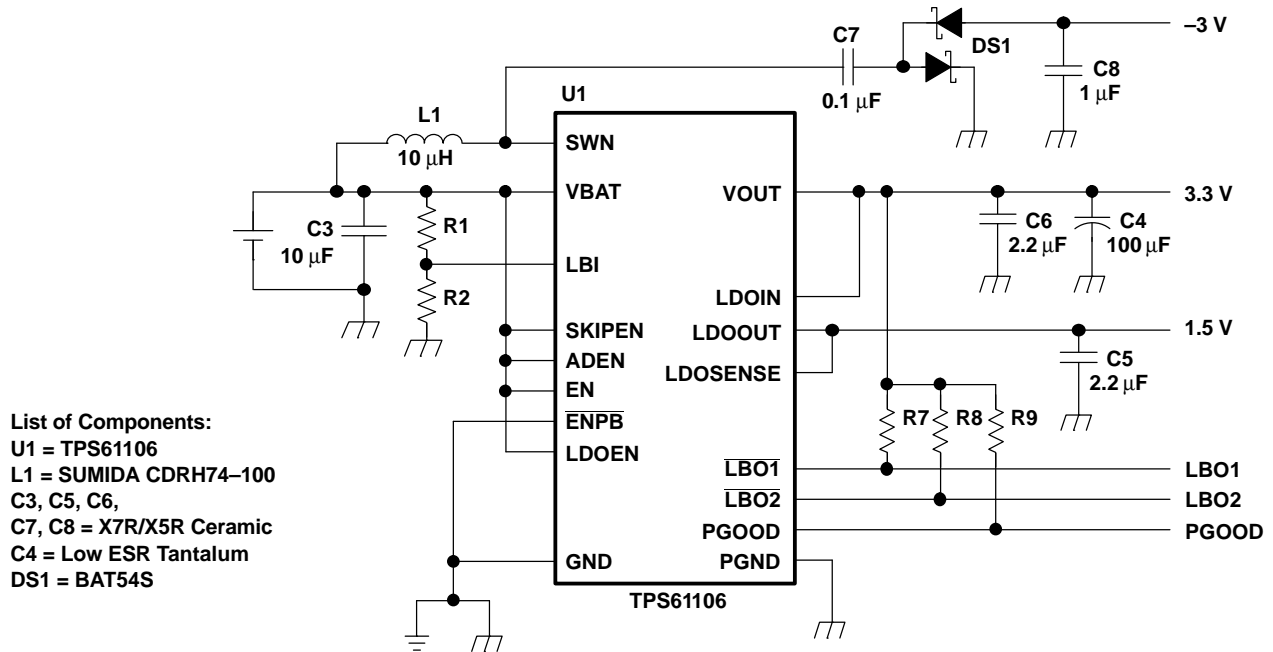 C7
0.1 µF
DS1
–3 V
C8
1 µF
U1
L1
10 µH
SWN
VBAT
VOUT
3.3 V
C3
10 µF
R1
LBI
R2
C6
2.2 µF
C4
100 µF
LDOIN
SKIPEN
LDOOUT
1.5 V
ADEN
LDOSENSE
C5
2.2 µF
EN
ENPB
LDOEN
R7
R8
R9
LBO1
LBO1
LBO2
LBO2
PGOOD
PGOOD
GND
PGND
TPS61106
List of Components:
U1 = TPS61106
L1 = SUMIDA CDRH74–100
C3, C5, C6,
C7, C8 = X7R/X5R Ceramic
C4 = Low ESR Tantalum
DS1 = BAT54S